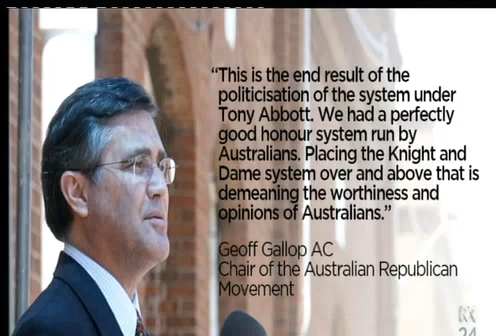 “This is the end result of the
politicisation of the system under
Tony Abbott. We had a perfectly
good honour system run by
Australians. Placing the Knight and
Dame system over and above that is
demeaning the worthiness and
opinions of Australians.”
Geoff Gallop AC
Chair of the Australian Republican
Movement
24